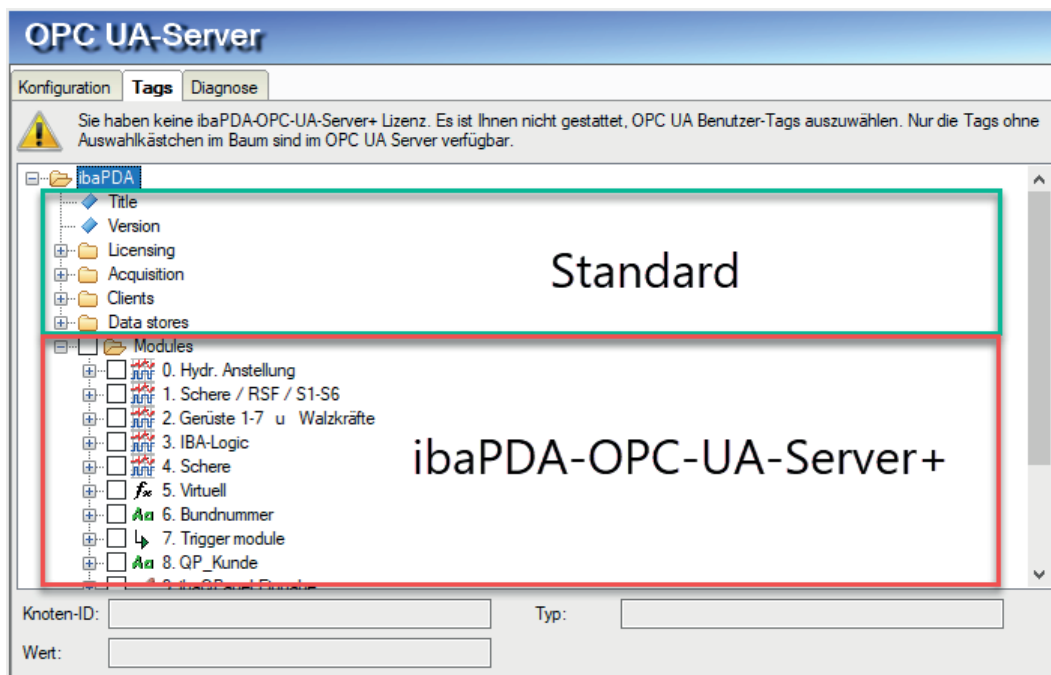 OPC UA-Server
Konfiguration Tags Diagnose
Sie haben keine ibaPDA-OPC-UA-Server+ Lizenz. Es ist Ihnen nicht gestattet, OPC UA Benutzer-Tags auszuwählen. Nur die Tags ohne
Auswahlkästchen im Baum sind im OPC UA Server verfügbar.
ibaPDA
Title
Version
Licensing
Acquisition
Clients
Data stores
Standard
Modules
0. Hydr. Anstellung
1. Schere / RSF / S1-S6
2. Gerüste 1-7 u Walzkräfte
3. IBA-Logic
4. Schere
5. Virtuell
6. Bundnummer
7. Trigger module
8. QP_Kunde
ibaPDA-OPC-UA-Server+
Knoten-ID:
Typ:
Wert: